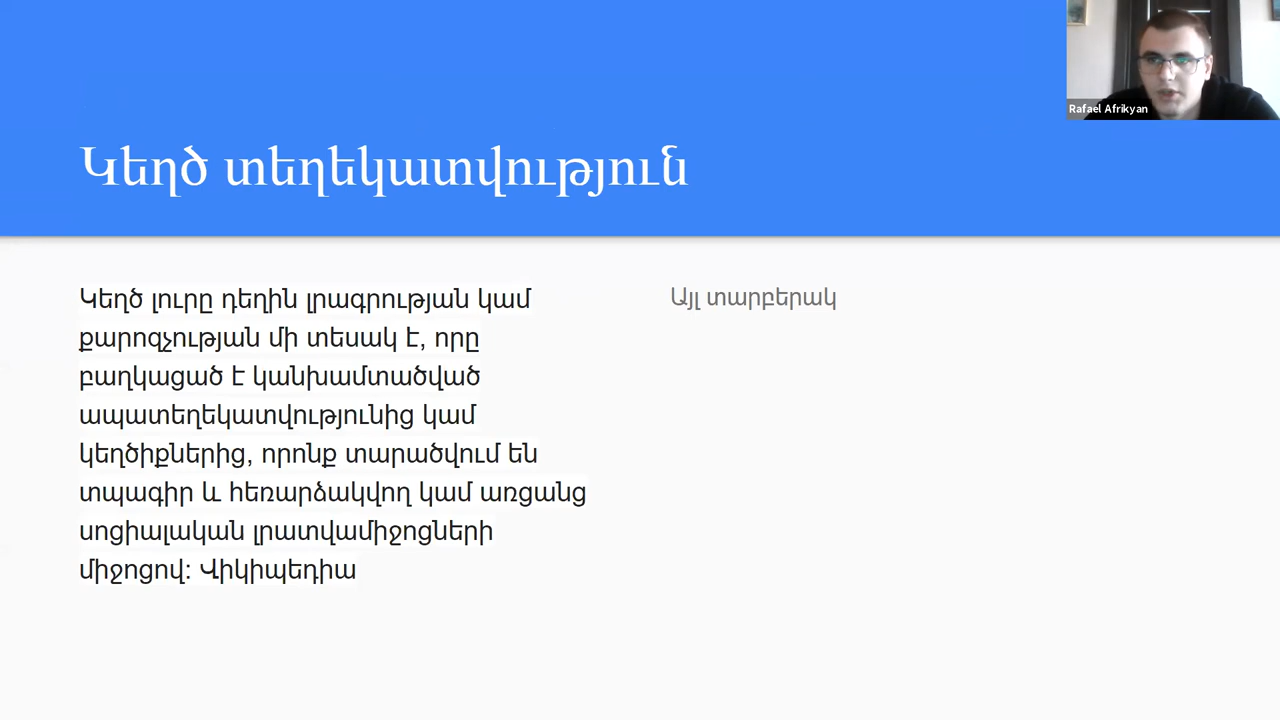 Rafael Afrikyan
Կեղծ տեղեկատվություն
Կեղծ լուրը դեղին լրագրության կամ
քարոզչության մի տեսակ է, որը
բաղկացած է կանխամտածված
ապատեղեկատվությունից կամ
կեղծիքներից, որոնք տարածվում են
տպագիր և հեռարձակվող կամ առցանց
սոցիալական լրատվամիջոցների
միջոցով: Վիկիպեդիա
Այլ տարբերակ